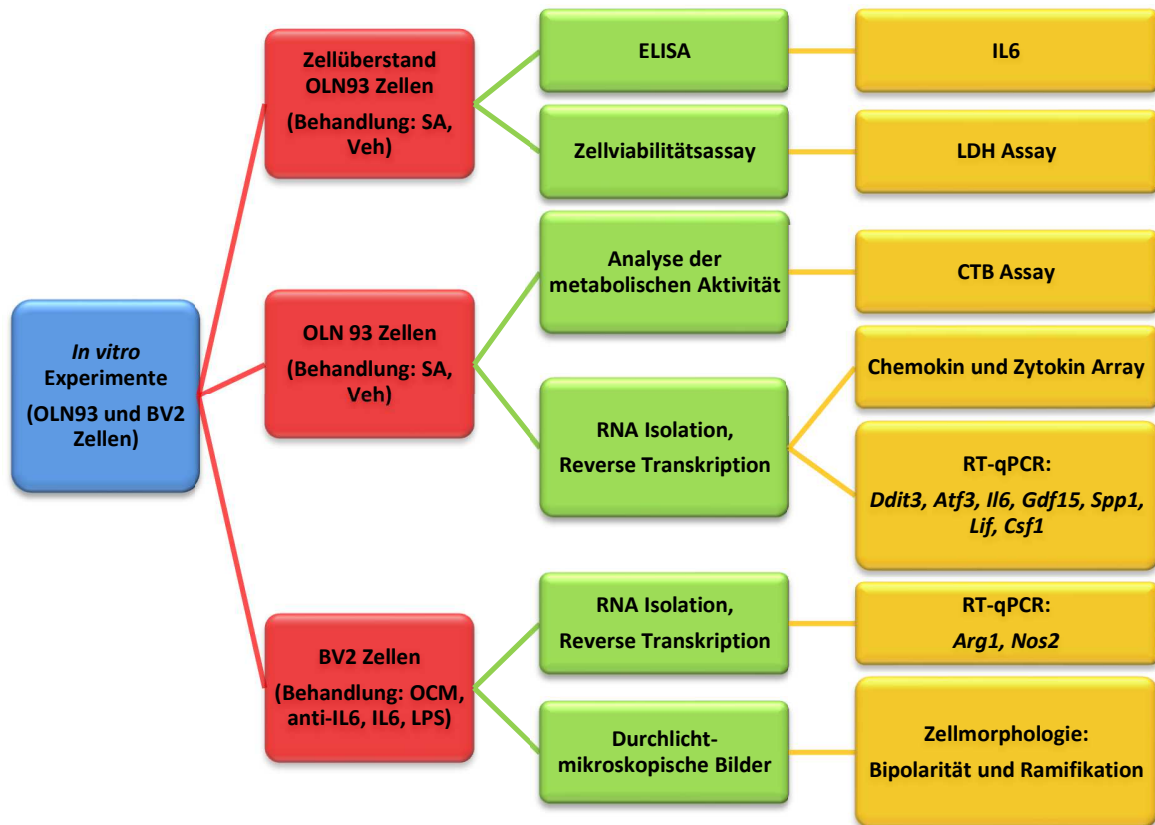 In vitro
Experimente
(OLN93 und BV2
Zellen)
Zellüberstand
OLN93 Zellen
(Behandlung: SA,
Veh)
ELISA
IL6
Zellviabilitätsassay
LDH Assay
OLN 93 Zellen
(Behandlung: SA,
Veh)
Analyse der
metabolischen Aktivität
CTB Assay
RNA Isolation,
Reverse Transkription
Chemokin und Zytokin Array
RT-qPCR:
Ddit3, Atf3, Il6, Gdf15, Spp1,
Lif, Csf1
BV2 Zellen
(Behandlung: OCM,
anti-IL6, IL6, LPS)
RNA Isolation,
Reverse Transkription
RT-qPCR:
Arg1, Nos2
Durchlicht-
mikroskopische Bilder
Zellmorphologie:
Bipolarität und Ramifikation